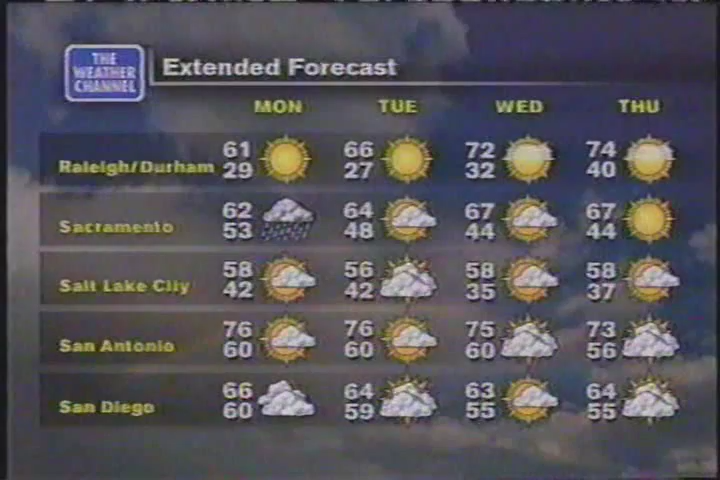 THE
WEATHER
CHANNEL
Extended Forecast
MON TUE WED THU
Raleigh/Durham 61 66 72 74
29 27 32 40
Sacramento 62 64 67 67
53 48 44 44
Salt Lake City 58 56 58 58
42 42 35 37
San Antonio 76 76 75 73
60 60 60 56
San Diego 66 64 63 64
60 59 55 55